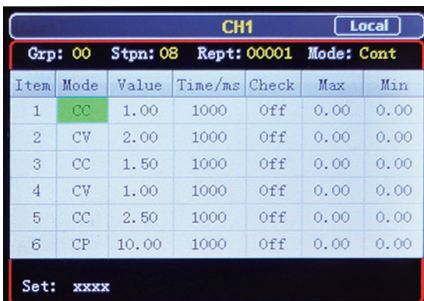 CH1 Local
Grp: 00 Stpn: 08 Rept: 00001 Mode: Cont
Item Mode Value Time/ms Check Max Min
1 CC 1.00 1000 Off 0.00 0.00
2 CV 2.00 1000 Off 0.00 0.00
3 CC 1.50 1000 Off 0.00 0.00
4 CV 1.00 1000 Off 0.00 0.00
5 CC 2.50 1000 Off 0.00 0.00
6 CP 10.00 1000 Off 0.00 0.00
Set: xxxx